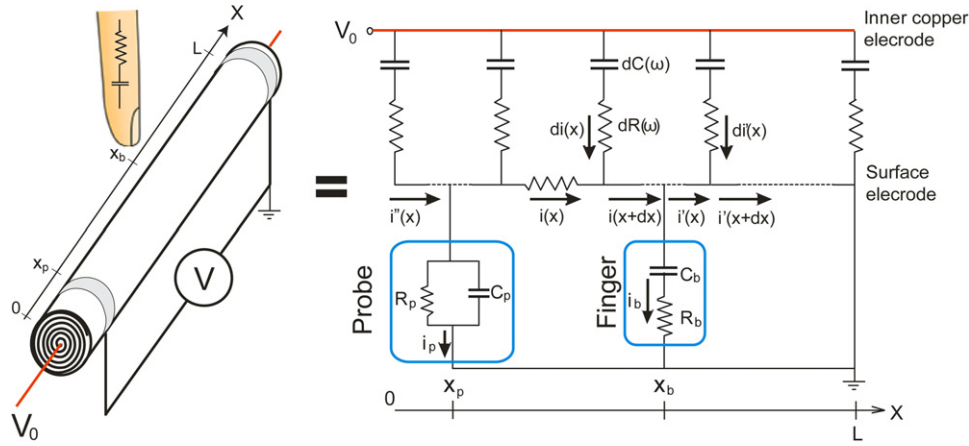 X
L
x_b
x_p
0
V
V_0
=
V_0
Inner copper
elecrode
dC(ω)
di(x)
dR(ω)
di'(x)
Surface
elecrode
i"(x)
i(x)
i(x+dx)
i'(x)
i'(x+dx)
Probe
R_p
C_p
i_p
Finger
C_b
i_b
R_b
x_p
x_b
0
X
L